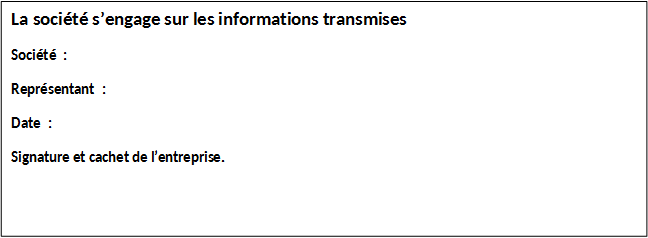 La société s’engage sur les informations transmises
Société :
Représentant :
Date :
Signature et cachet de l’entreprise.